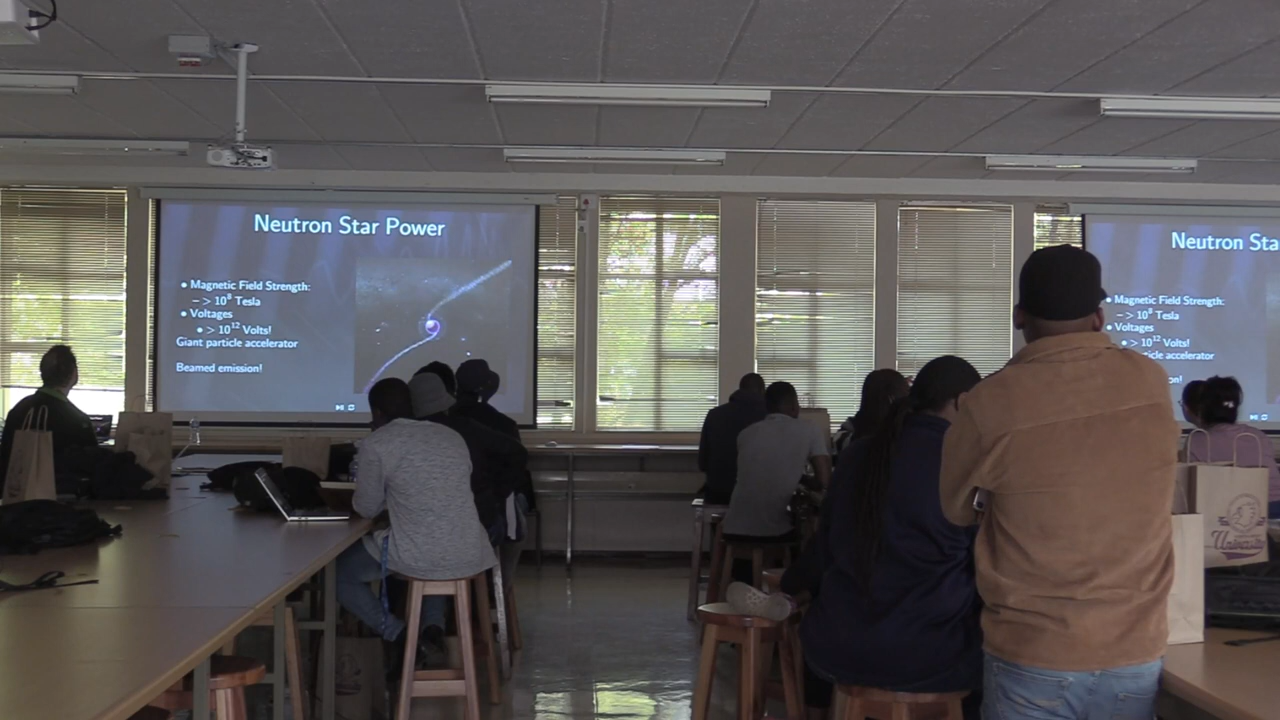 Neutron Star Power
• Magnetic Field Strength:
– > 10⁸ Tesla
• Voltages
• > 10¹² Volts!
Giant particle accelerator
Beamed emission!
Neutron Sta
• Magnetic Field Strength:
– > 10⁸ Tesla
• Voltages
• > 10¹² Volts!
ticle accelerator
on!